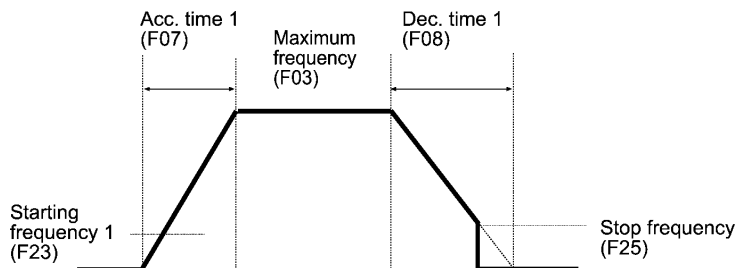 Acc. time 1
(F07)
Maximum
frequency
(F03)
Dec. time 1
(F08)
Starting
frequency 1
(F23)
Stop frequency
(F25)